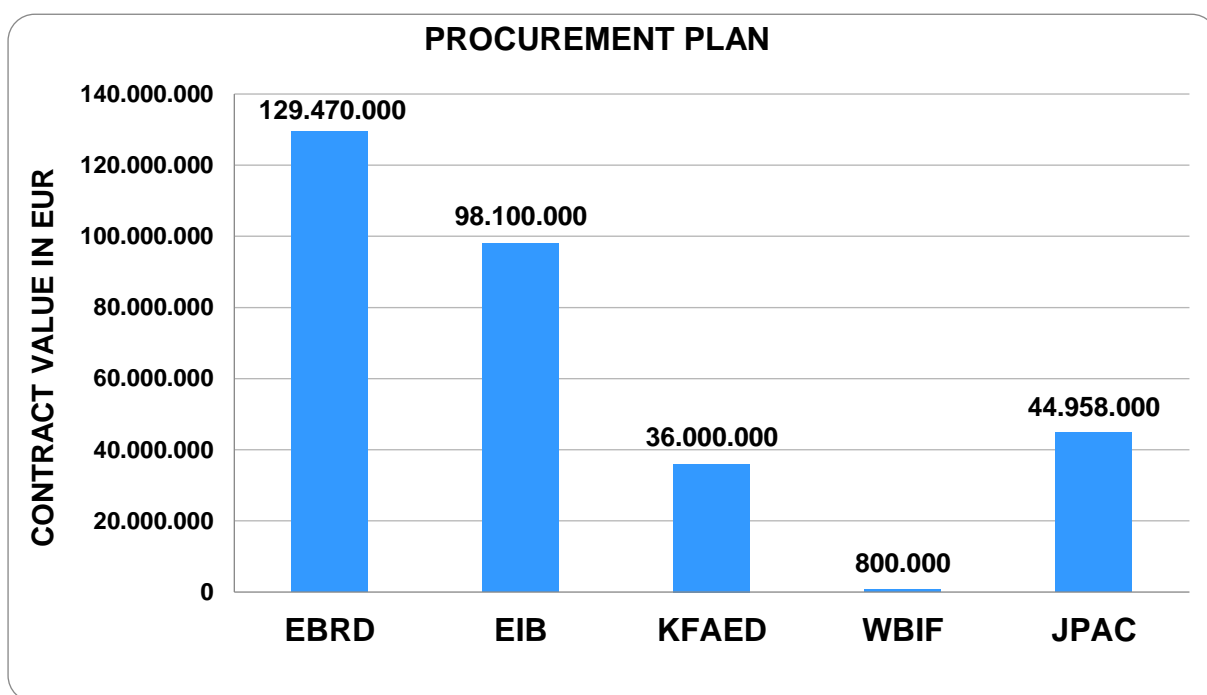 PROCUREMENT PLAN
CONTRACT VALUE IN EUR
140.000.000
120.000.000
100.000.000
80.000.000
60.000.000
40.000.000
20.000.000
0
129.470.000
98.100.000
36.000.000
800.000
44.958.000
EBRD
EIB
KFAED
WBIF
JPAC